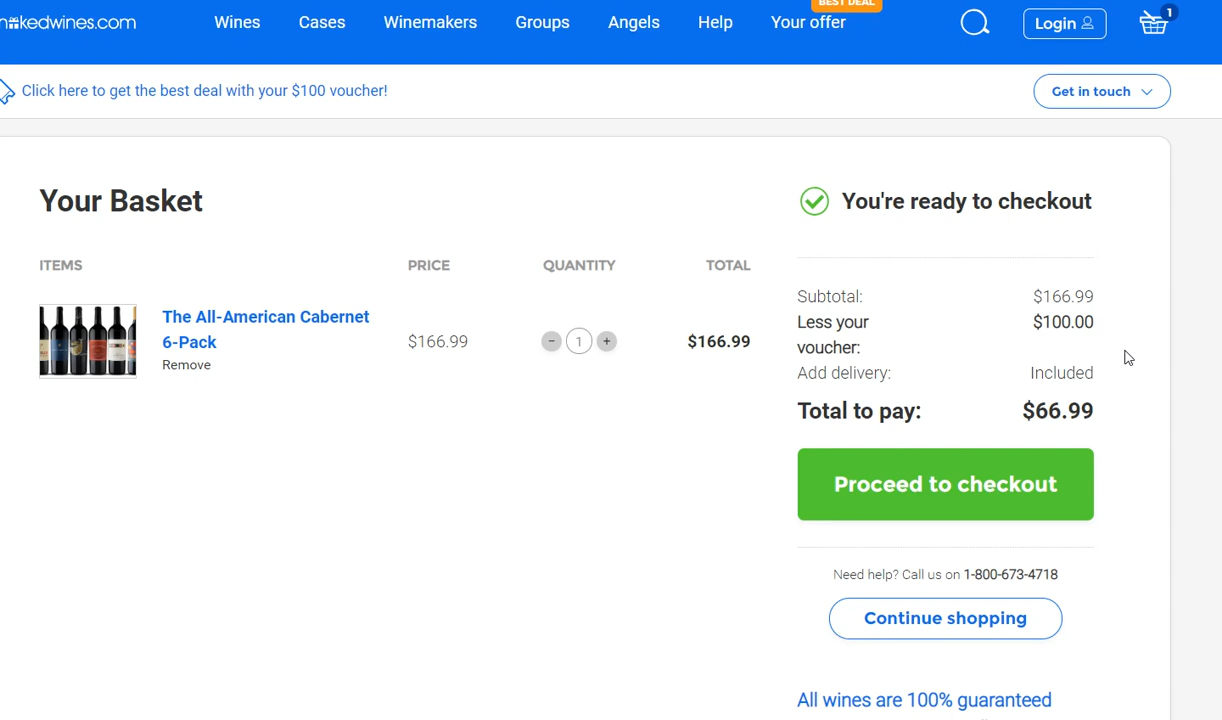 nakedwines.com Wines Cases Winemakers Groups Angels Help Your offer Login 1
BEST DEAL
Click here to get the best deal with your $100 voucher!
Get in touch
Your Basket
You're ready to checkout
ITEMS PRICE QUANTITY TOTAL
The All-American Cabernet
6-Pack
Remove
$166.99 - 1 + $166.99
Subtotal: $166.99
Less your $100.00
voucher:
Add delivery: Included
Total to pay: $66.99
Proceed to checkout
Need help? Call us on 1-800-673-4718
Continue shopping
All wines are 100% guaranteed